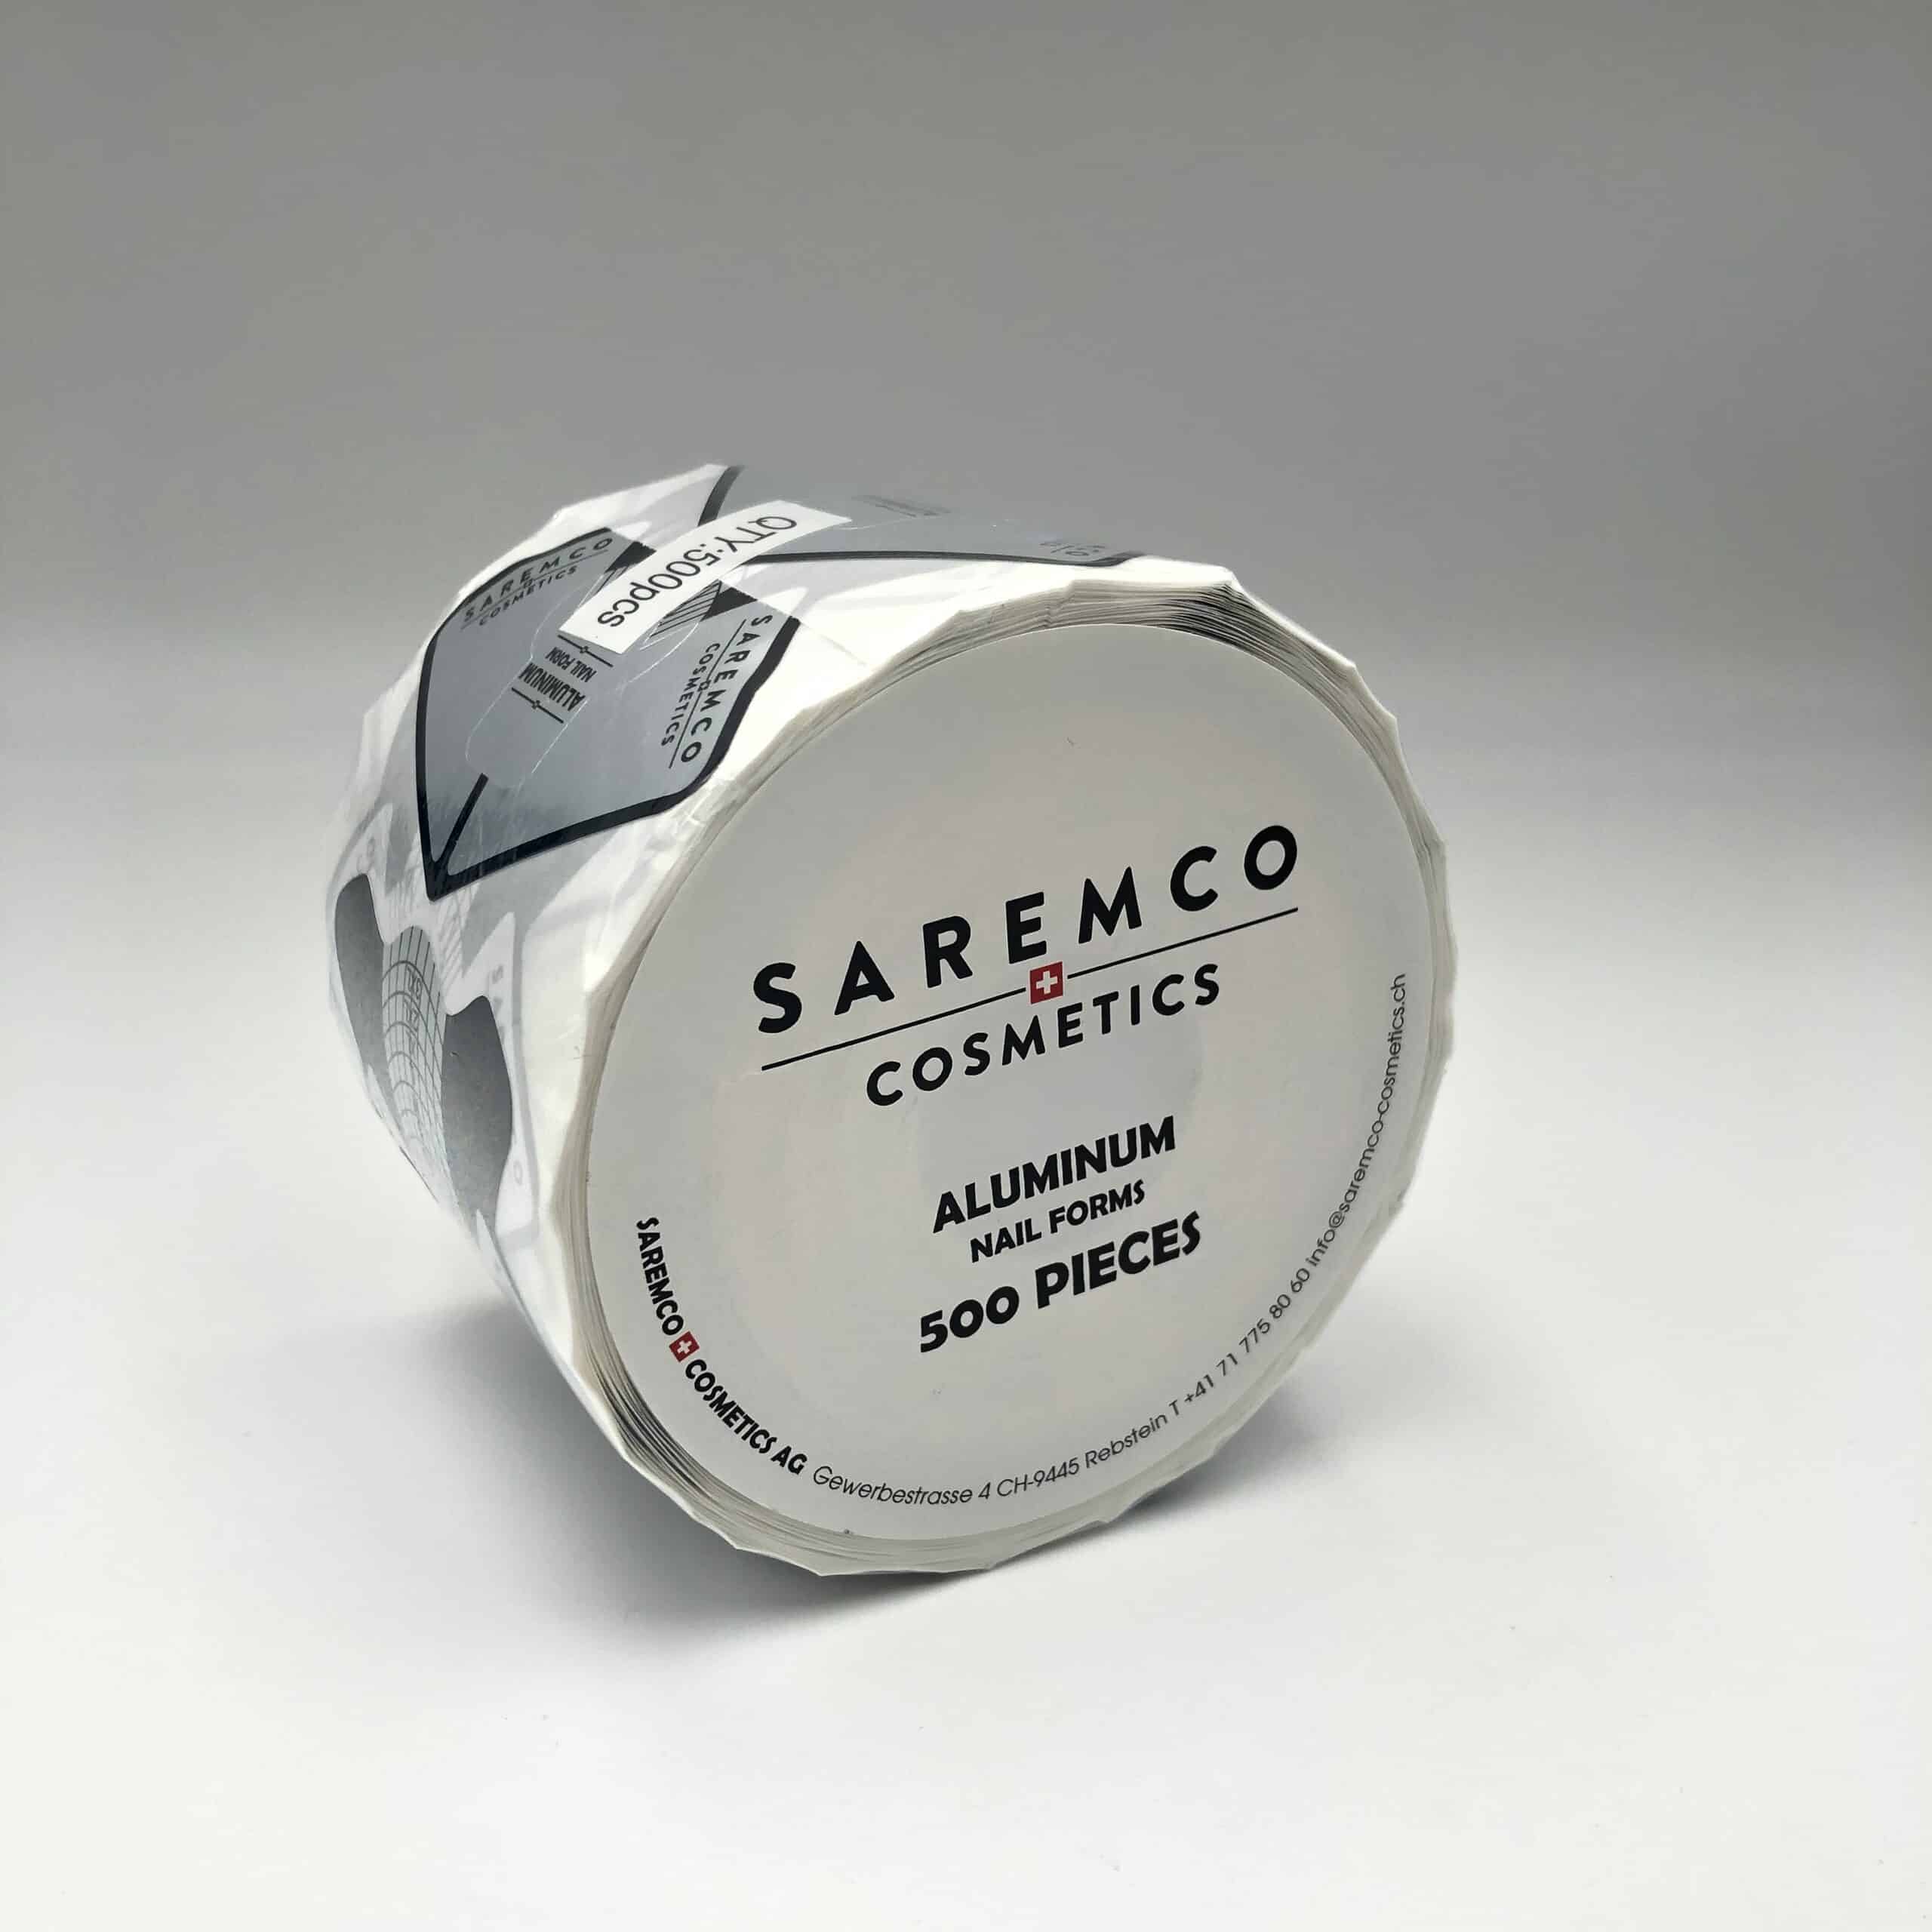 QTY:500pcs
SAREMCO
COSMETICS
ALUMINUM
NAIL FORM
SAREMCO
COSMETICS
SAREMCO
COSMETICS
ALUMINUM
NAIL FORMS
500 PIECES
SAREMCO COSMETICS AG Gewerbestrasse 4 CH-9445 Rebstein T +41 71 775 80 60 info@saremco-cosmetics.ch